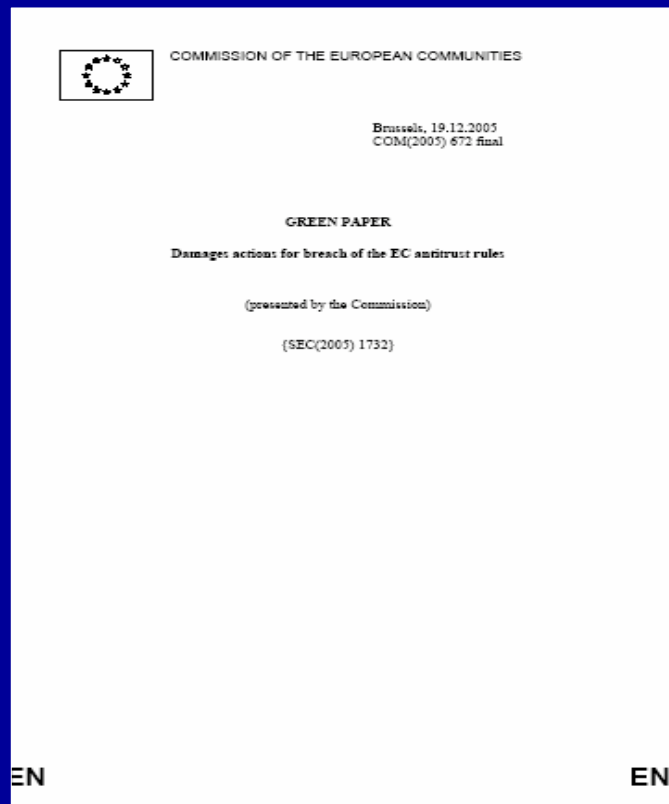 COMMISSION OF THE EUROPEAN COMMUNITIES
Brussels, 19.12.2005
COM(2005) 672 final
GREEN PAPER
Damages actions for breach of the EC antitrust rules
(presented by the Commission)
{SEC(2005) 1732}
EN EN